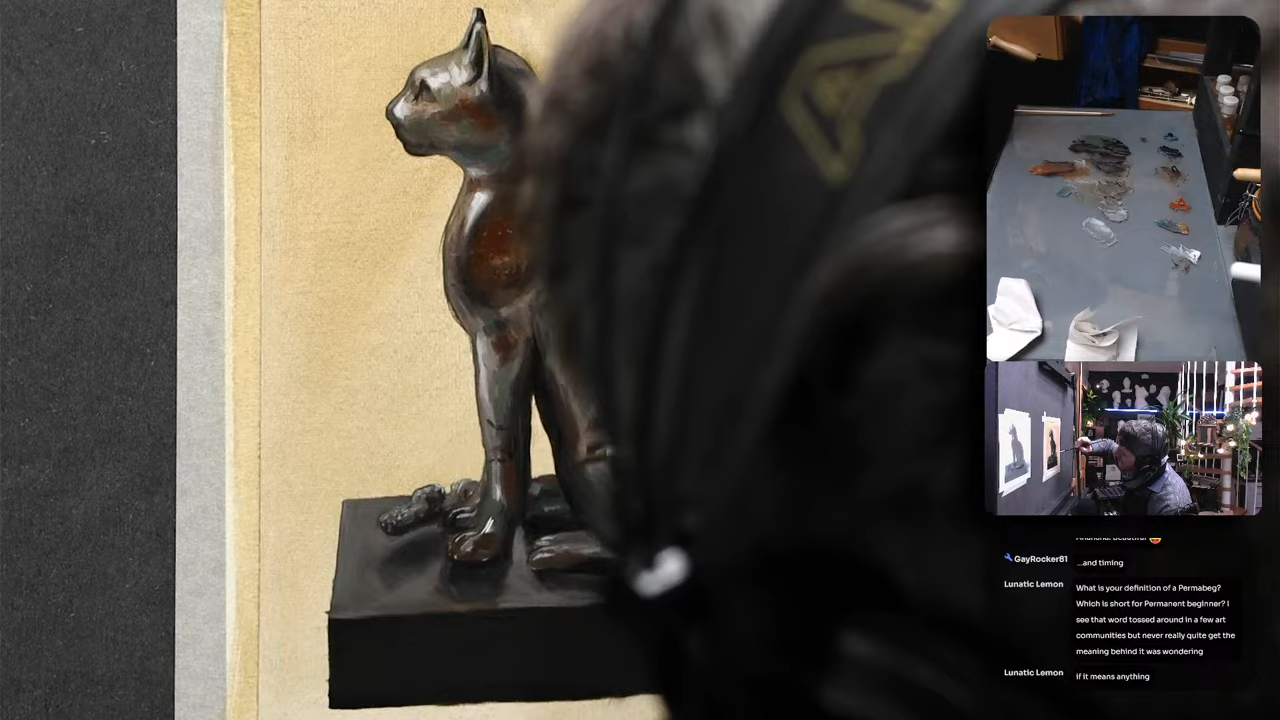 GayRocker81 ...and timing
Lunatic Lemon What is your definition of a Permabeg?
Which is short for Permanent beginner? I
see that word tossed around in a few art
communities but never really quite get the
meaning behind it was wondering
Lunatic Lemon if it means anything